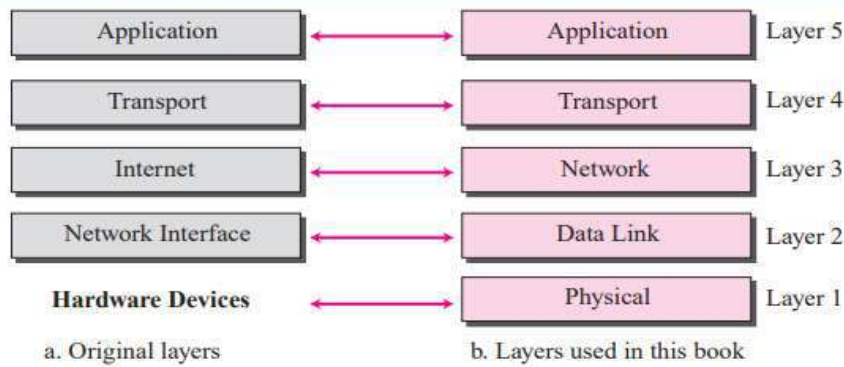 Application Application Layer 5
Transport Transport Layer 4
Internet Network Layer 3
Network Interface Data Link Layer 2
Hardware Devices Physical Layer 1
a. Original layers b. Layers used in this book